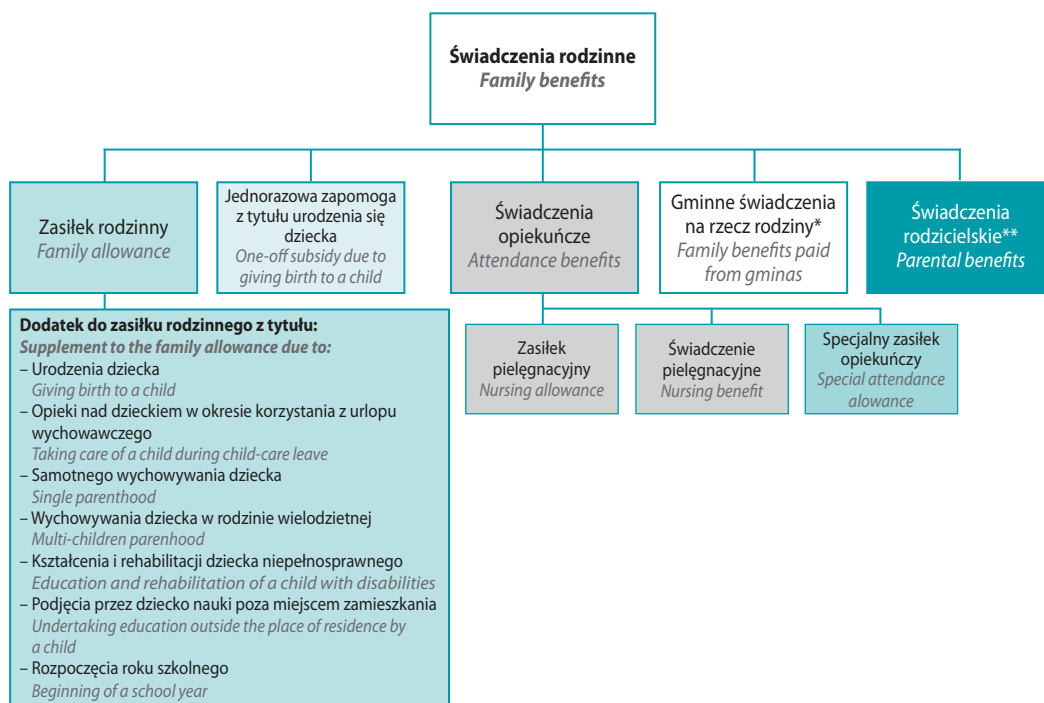 Świadczenia rodzinne
Family benefits
Zasiłek rodzinny
Family allowance
Jednorazowa zapomoga
z tytułu urodzenia się
dziecka
One-off subsidy due to
giving birth to a child
Świadczenia
opiekuńcze
Attendance benefits
Gminne świadczenia
na rzecz rodziny*
Family benefits paid
from gminas
Świadczenia
rodzicielskie**
Parental benefits
Dodatek do zasiłku rodzinnego z tytułu:
Supplement to the family allowance due to:
– Urodzenia dziecka
Giving birth to a child
– Opieki nad dzieckiem w okresie korzystania z urlopu
wychowawczego
Taking care of a child during child-care leave
– Samotnego wychowywania dziecka
Single parenthood
– Wychowywania dziecka w rodzinie wielodzietnej
Multi-children parenhood
– Kształcenia i rehabilitacji dziecka niepełnosprawnego
Education and rehabilitation of a child with disabilities
– Podjęcia przez dziecko nauki poza miejscem zamieszkania
Undertaking education outside the place of residence by
a child
– Rozpoczęcia roku szkolnego
Beginning of a school year
Zasiłek
pielęgnacyjny
Nursing allowance
Świadczenie
pielęgnacyjne
Nursing benefit
Specjalny zasiłek
opiekuńczy
Special attendance
alowance